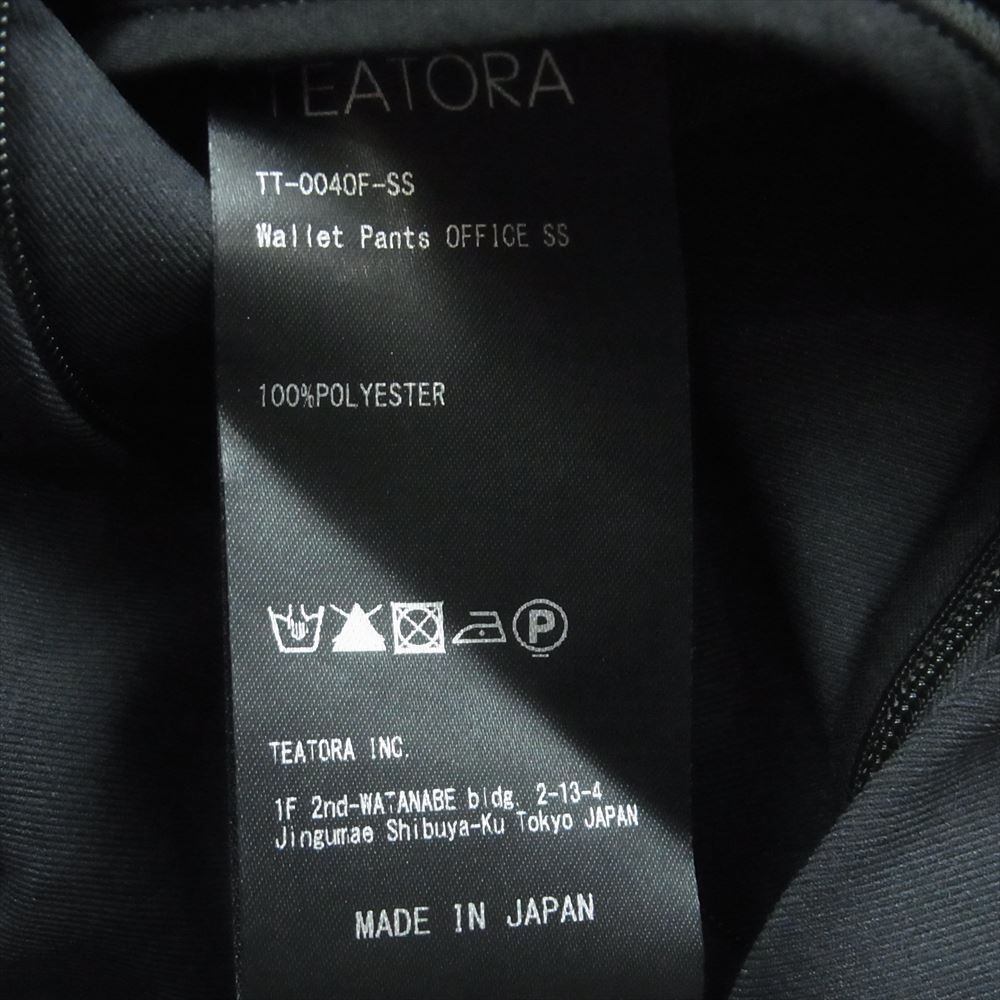 TEATORA
TT-0040F-SS
Wallet Pants OFFICE SS
100%POLYESTER
P
TEATORA INC.
1F 2nd-WATANABE bldg. 2-13-4
Jingumae Shibuya-Ku Tokyo JAPAN
MADE IN JAPAN